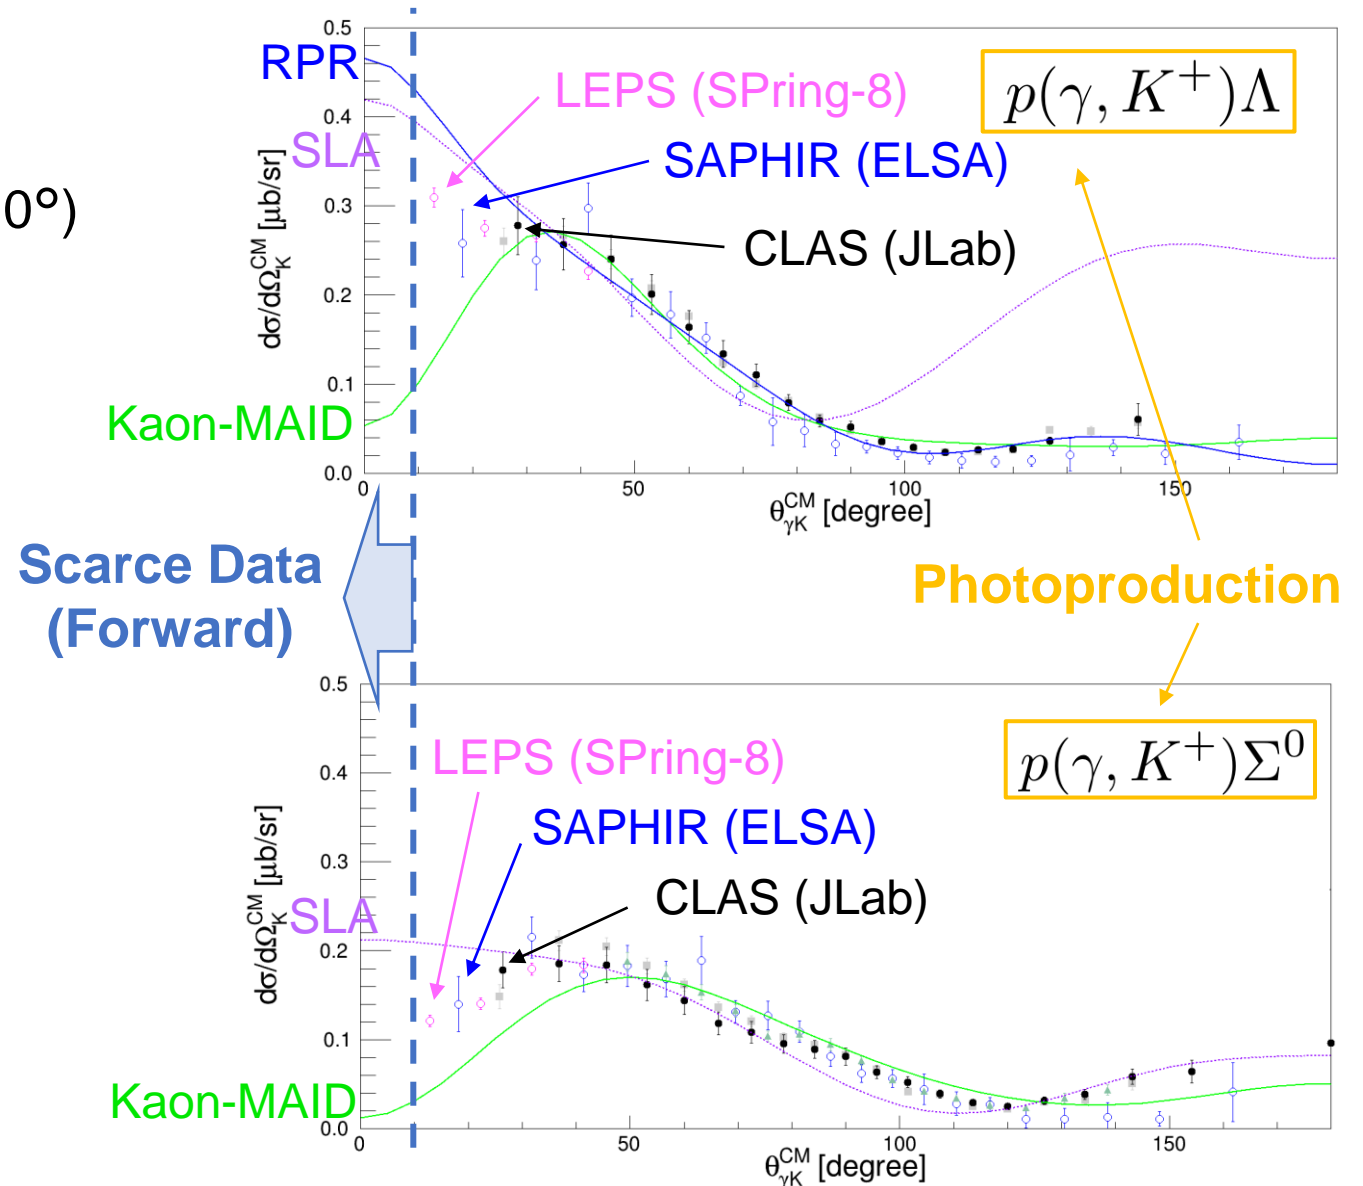 0.5
RPR
LEPS (SPring-8)
p(γ, K⁺)Λ
0.4
SLA
SAPHIR (ELSA)
0°)
0.3
CLAS (JLab)
dσ/dΩ_K^CM [μb/sr]
0.2
0.1
Kaon-MAID
0.0
0 50 100 150
θ_γK^CM [degree]
Scarce Data
(Forward)
Photoproduction
0.5
p(γ, K⁺)Σ⁰
LEPS (SPring-8)
0.4
SAPHIR (ELSA)
0.3
CLAS (JLab)
dσ/dΩ_K^CM [μb/sr]
SLA
0.2
0.1
Kaon-MAID
0.0
0 50 100 150
θ_γK^CM [degree]